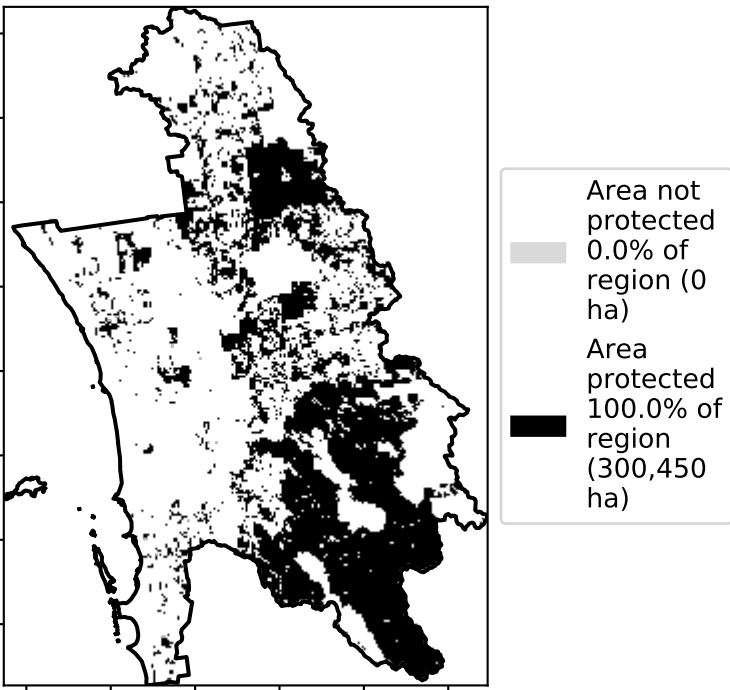 Area not
protected
0.0% of
region (0
ha)
Area
protected
100.0% of
region
(300,450
ha)